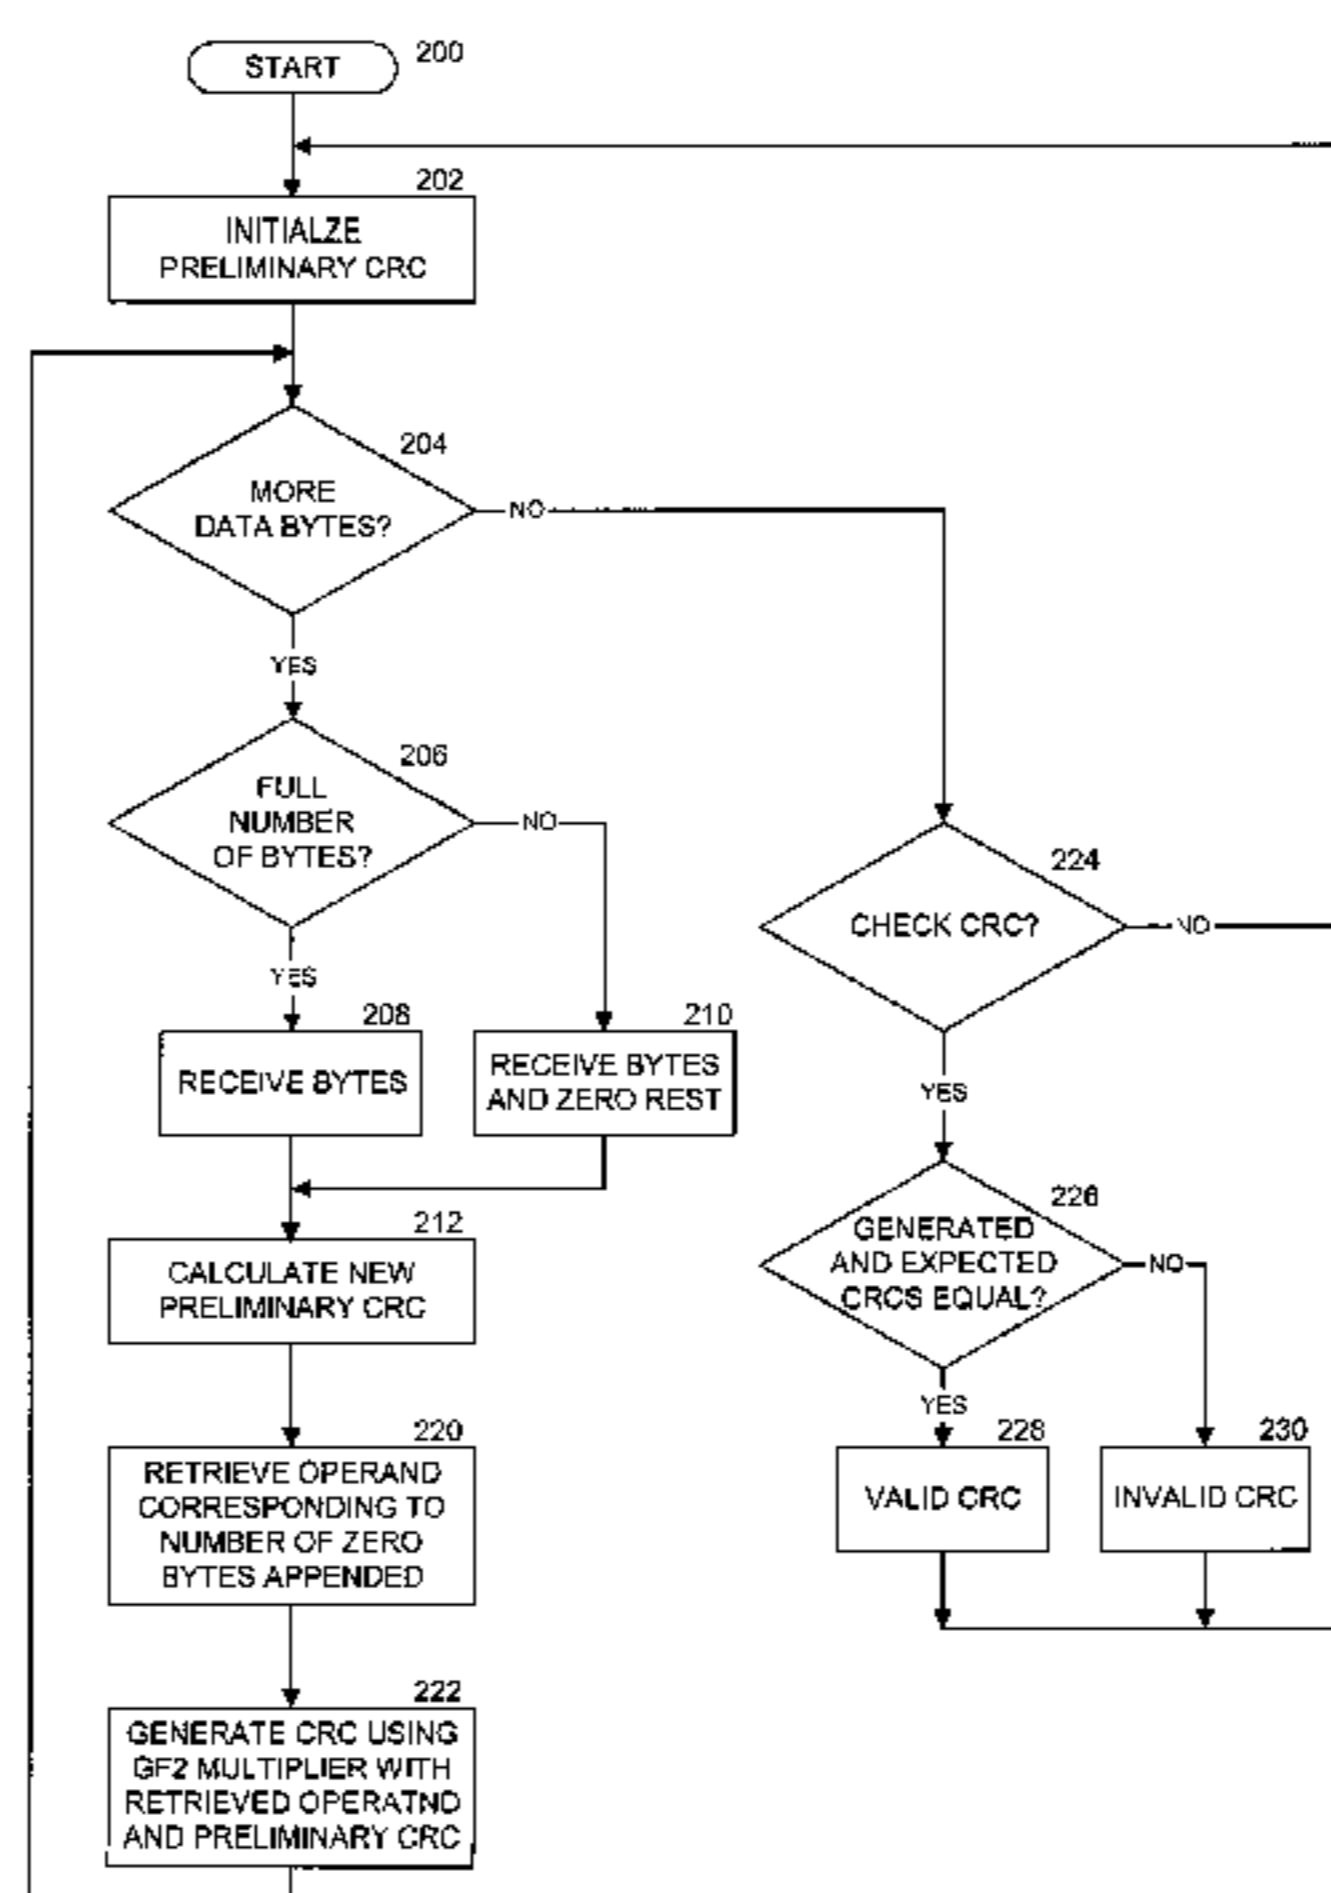 START
200
202
INITIALZE
PRELIMINARY CRC
204
MORE
DATA BYTES?
NO
YES
206
FULL
NUMBER
OF BYTES?
NO
YES
208
RECEIVE BYTES
210
RECEIVE BYTES
AND ZERO REST
212
CALCULATE NEW
PRELIMINARY CRC
220
RETRIEVE OPERAND
CORRESPONDING TO
NUMBER OF ZERO
BYTES APPENDED
222
GENERATE CRC USING
GF2 MULTIPLIER WITH
RETRIEVED OPERATND
AND PRELIMINARY CRC
224
CHECK CRC?
NO
YES
226
GENERATED
AND EXPECTED
CRCS EQUAL?
NO
YES
228
VALID CRC
230
INVALID CRC